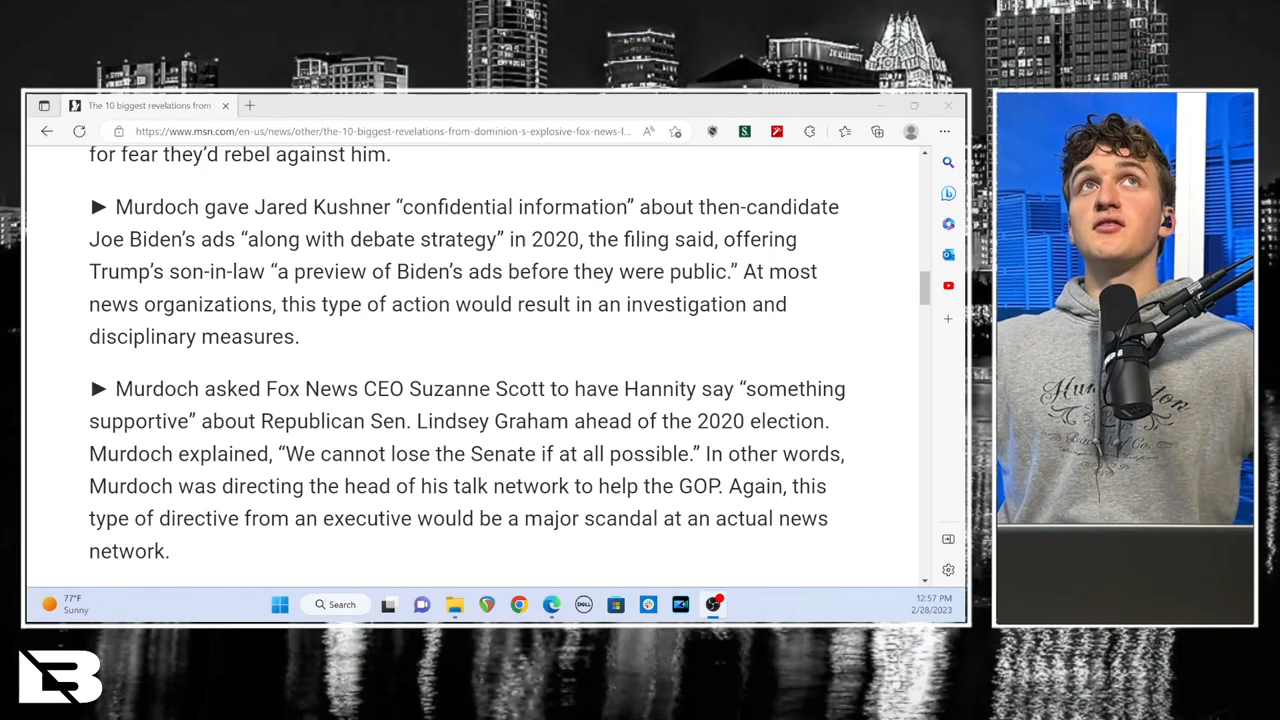 The 10 biggest revelations from
https://www.msn.com/en-us/news/other/the-10-biggest-revelations-from-dominion-s-explosive-fox-news-l...
for fear they’d rebel against him.
► Murdoch gave Jared Kushner “confidential information” about then-candidate
Joe Biden’s ads “along with debate strategy” in 2020, the filing said, offering
Trump’s son-in-law “a preview of Biden’s ads before they were public.” At most
news organizations, this type of action would result in an investigation and
disciplinary measures.
► Murdoch asked Fox News CEO Suzanne Scott to have Hannity say “something
supportive” about Republican Sen. Lindsey Graham ahead of the 2020 election.
Murdoch explained, “We cannot lose the Senate if at all possible.” In other words,
Murdoch was directing the head of his talk network to help the GOP. Again, this
type of directive from an executive would be a major scandal at an actual news
network.
77°F
Sunny
Search
DELL
12:57 PM
2/28/2023
B